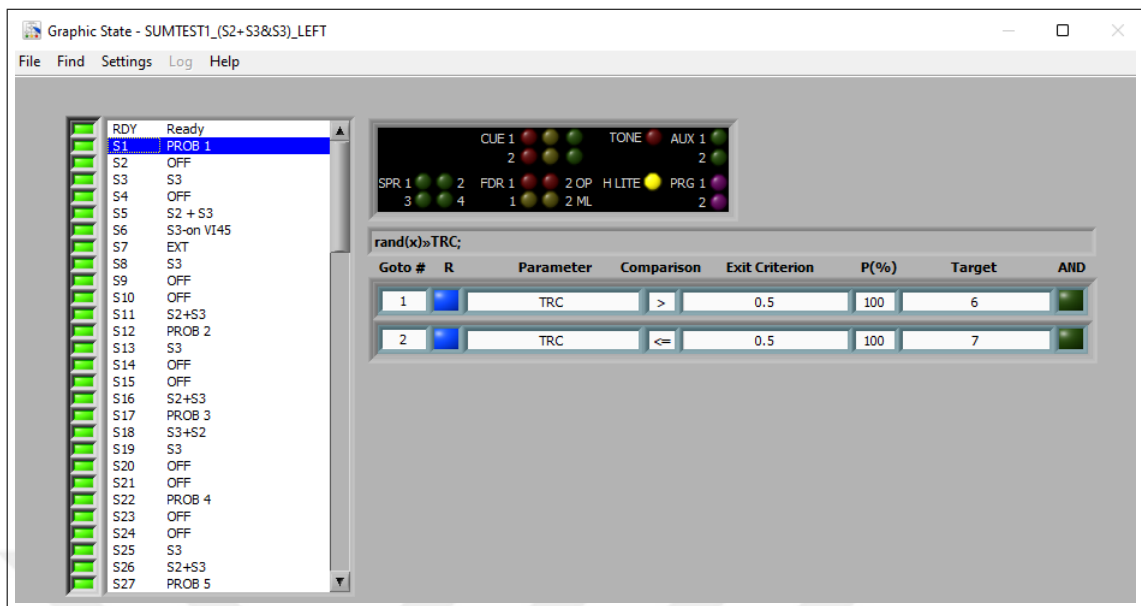 Graphic State - SUMTEST1_(S2+S3&S3)_LEFT
File Find Settings Log Help
RDY Ready
S1 PROB 1
S2 OFF
S3 S3
S4 OFF
S5 S2 + S3
S6 S3-on VI45
S7 EXT
S8 S3
S9 OFF
S10 OFF
S11 S2+S3
S12 PROB 2
S13 S3
S14 OFF
S15 OFF
S16 S2+S3
S17 PROB 3
S18 S3+S2
S19 S3
S20 OFF
S21 OFF
S22 PROB 4
S23 OFF
S24 OFF
S25 S3
S26 S2+S3
S27 PROB 5
CUE 1 TONE AUX 1
2 2
SPR 1 2 FDR 1 2 OP H LITE PRG 1
3 4 1 2 ML 2
rand(x)»TRC;
Goto # R Parameter Comparison Exit Criterion P(%) Target AND
1 TRC > 0.5 100 6
2 TRC <= 0.5 100 7